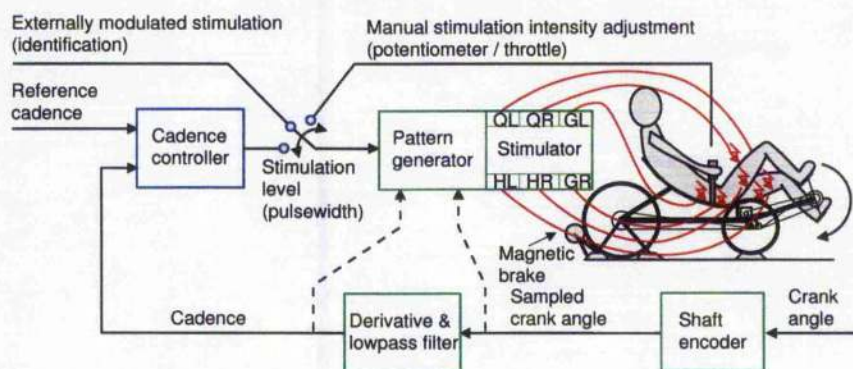 Externally modulated stimulation
(identification)
Manual stimulation intensity adjustment
(potentiometer / throttle)
Reference
cadence
Cadence
controller
Stimulation
level
(pulsewidth)
Pattern
generator
QL QR GL
Stimulator
HL HR GR
Magnetic
brake
Cadence
Derivative &
lowpass filter
Sampled
crank angle
Shaft
encoder
Crank
angle